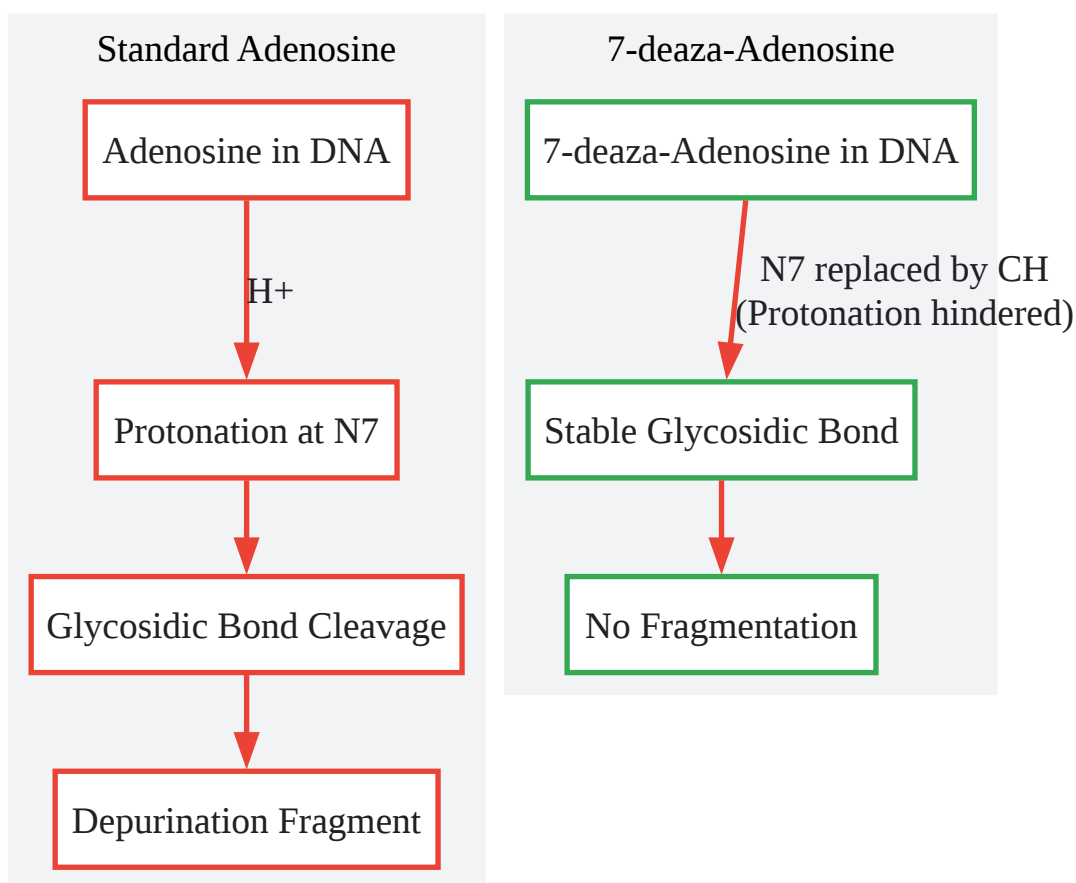 Standard Adenosine
Adenosine in DNA
H+
Protonation at N7
Glycosidic Bond Cleavage
Depurination Fragment
7-deaza-Adenosine
7-deaza-Adenosine in DNA
N7 replaced by CH
(Protonation hindered)
Stable Glycosidic Bond
No Fragmentation